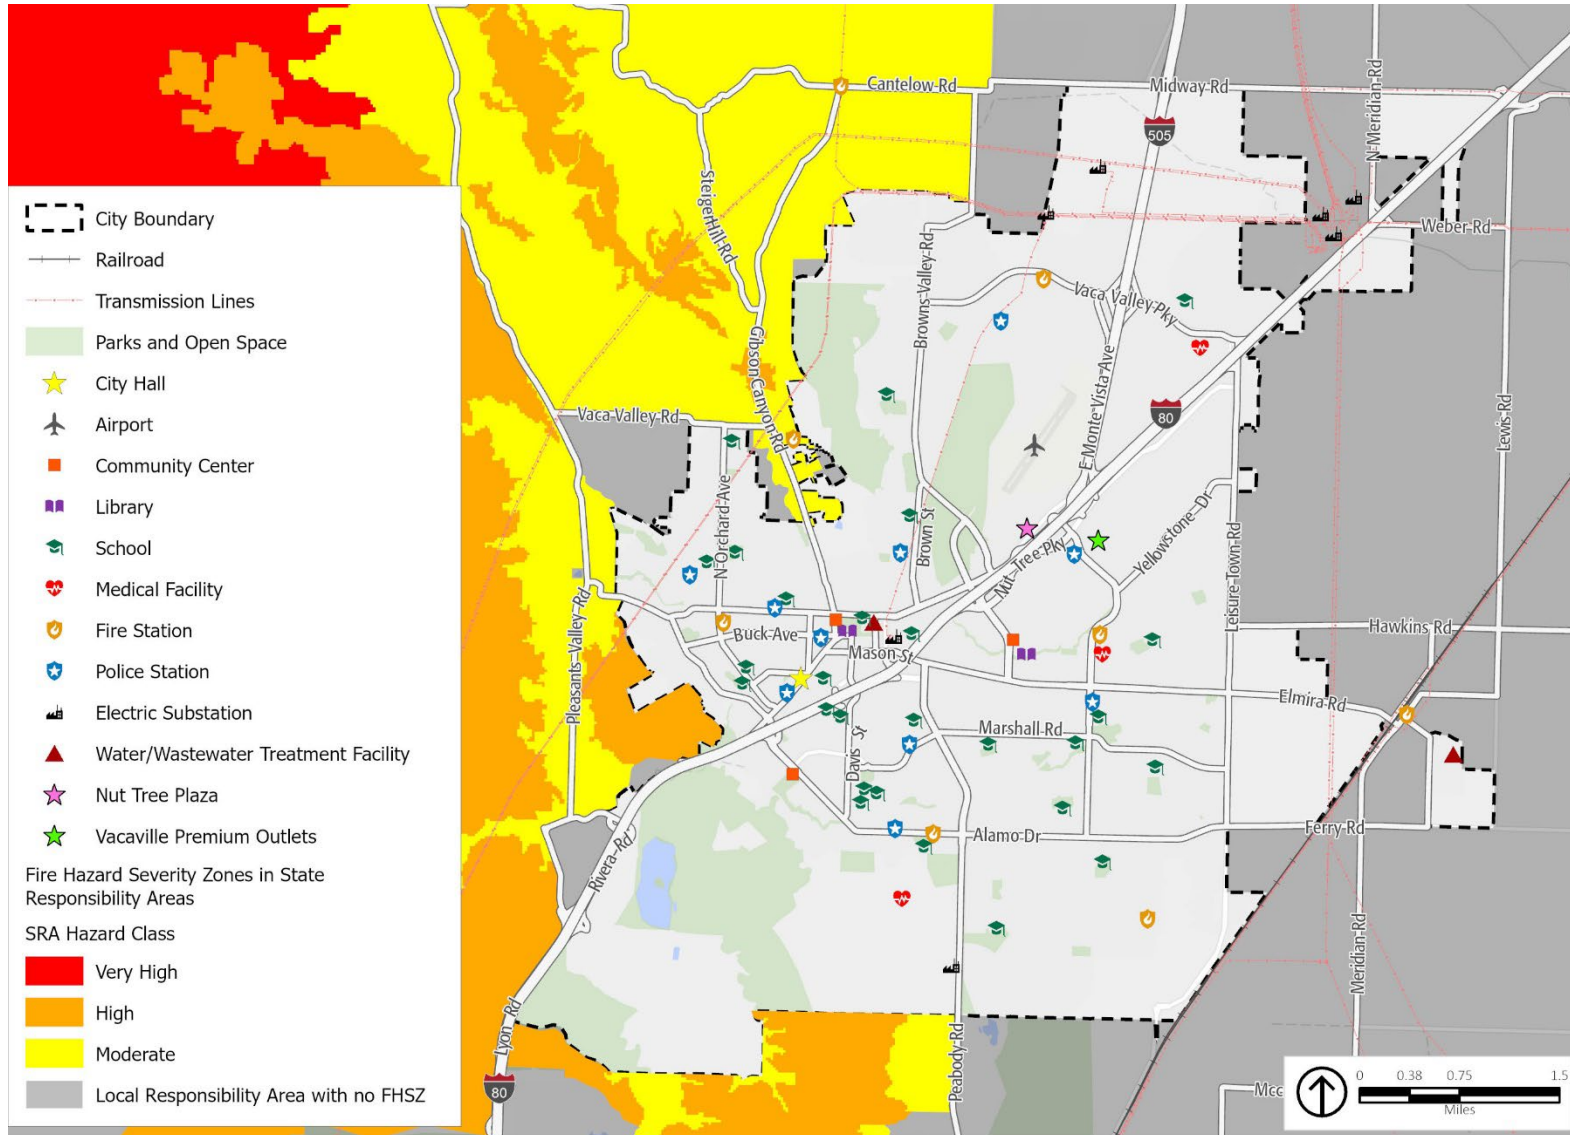 Cantelow Rd
Midway Rd
N Meridian Rd
505
Steiger Hill Rd
Weber Rd
City Boundary
Railroad
Transmission Lines
Parks and Open Space
City Hall
Airport
Community Center
Library
School
Medical Facility
Fire Station
Police Station
Electric Substation
Water/Wastewater Treatment Facility
Nut Tree Plaza
Vacaville Premium Outlets
Fire Hazard Severity Zones in State
Responsibility Areas
SRA Hazard Class
Very High
High
Moderate
Local Responsibility Area with no FHSZ
Browns Valley Rd
Vaca Valley Pky
Gibson Canyon Rd
E Monte Vista Ave
80
Lewis Rd
Vaca Valley Rd
N Orchard Ave
Brown St
Nut Tree Pky
Yellowstone Dr
Leisure Town Rd
Pleasants Valley Rd
Buck Ave
Mason St
Hawkins Rd
Elmira Rd
Marshall Rd
Davis St
Alamo Dr
Ferry Rd
Rivera Rd
Meridian Rd
Lyon Rd
80
Peabody Rd
Mcc
0 0.38 0.75 1.5
Miles